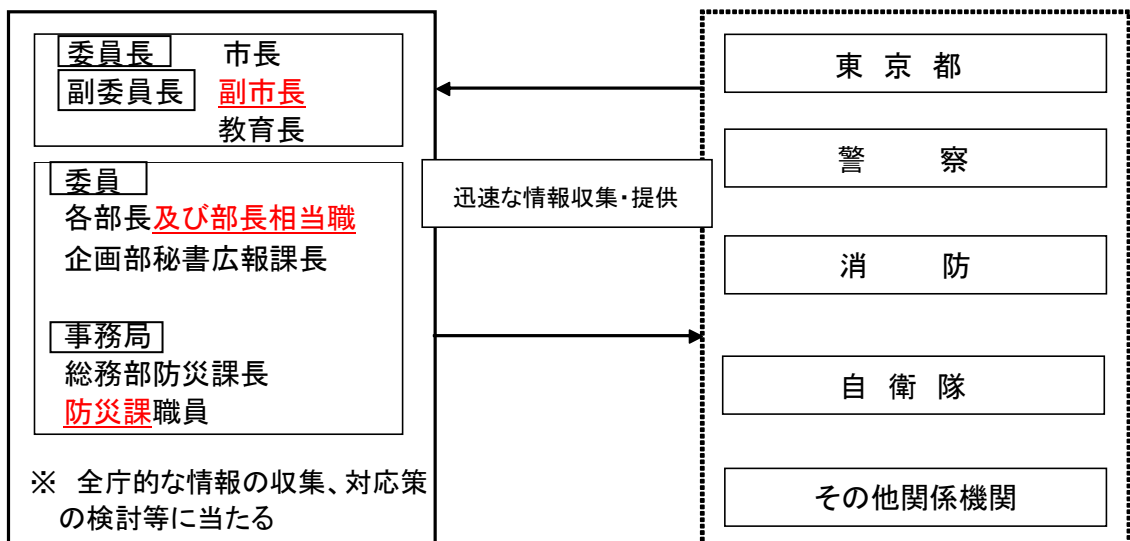 委員長　市長
副委員長　副市長
教育長
委員
各部長及び部長相当職
企画部秘書広報課長
事務局
総務部防災課長
防災課職員
※　全庁的な情報の収集、対応策
の検討等に当たる
迅速な情報収集・提供
東　京　都
警　　察
消　　防
自　衛　隊
その他関係機関